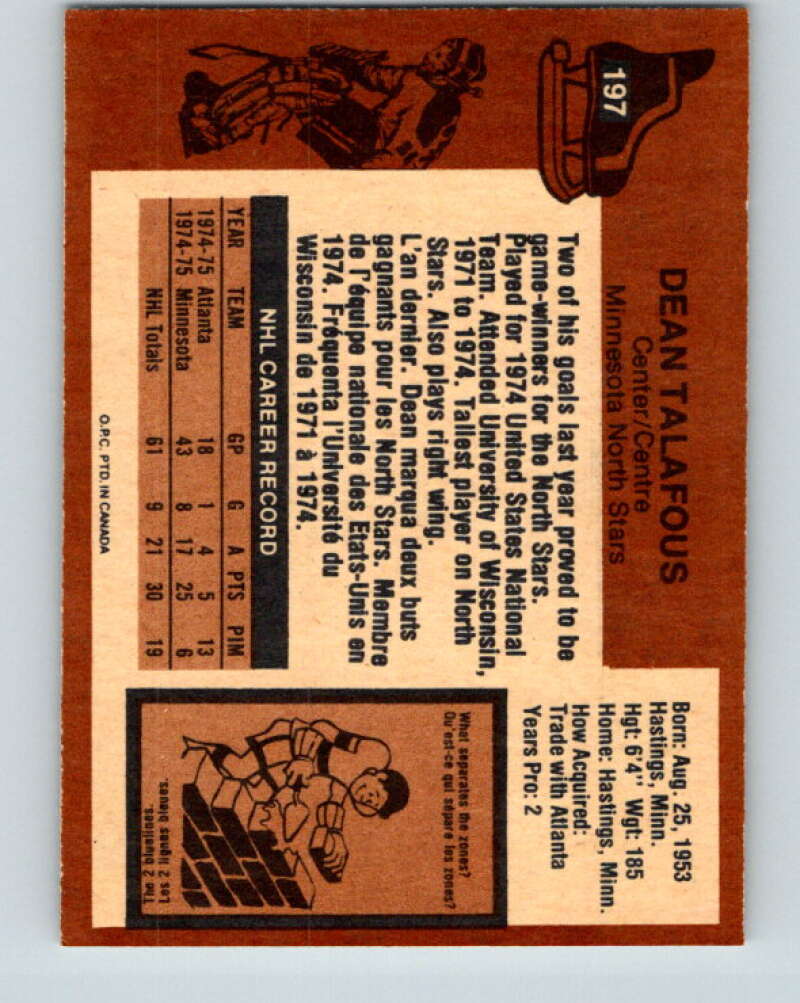 197
DEAN TALAFOUS
Center/Centre
Minnesota North Stars
Born: Aug. 25, 1953
Hastings, Minn.
Hgt: 6'4" Wgt: 185
Home: Hastings, Minn.
How Acquired:
Trade with Atlanta
Years Pro: 2
Two of his goals last year proved to be
game-winners for the North Stars.
Played for 1974 United States National
Team. Attended University of Wisconsin,
1971 to 1974. Tallest player on North
Stars. Also plays right wing.
L'an dernier. Dean marqua deux buts
gagnants pour les North Stars. Membre
de l'équipe nationale des Etats-Unis en
1974. Fréquenta l'Université du
Wisconsin de 1971 à 1974.
NHL CAREER RECORD
YEAR TEAM GP G A PTS PIM
1974-75 Atlanta 18 1 4 5 13
1974-75 Minnesota 43 8 17 25 6
NHL Totals 61 9 21 30 19
What separates the zones?
Qu'est-ce qui sépare les zones?
The 2 bluelines.
Les 2 lignes bleues.
O.P.C. PTD. IN CANADA